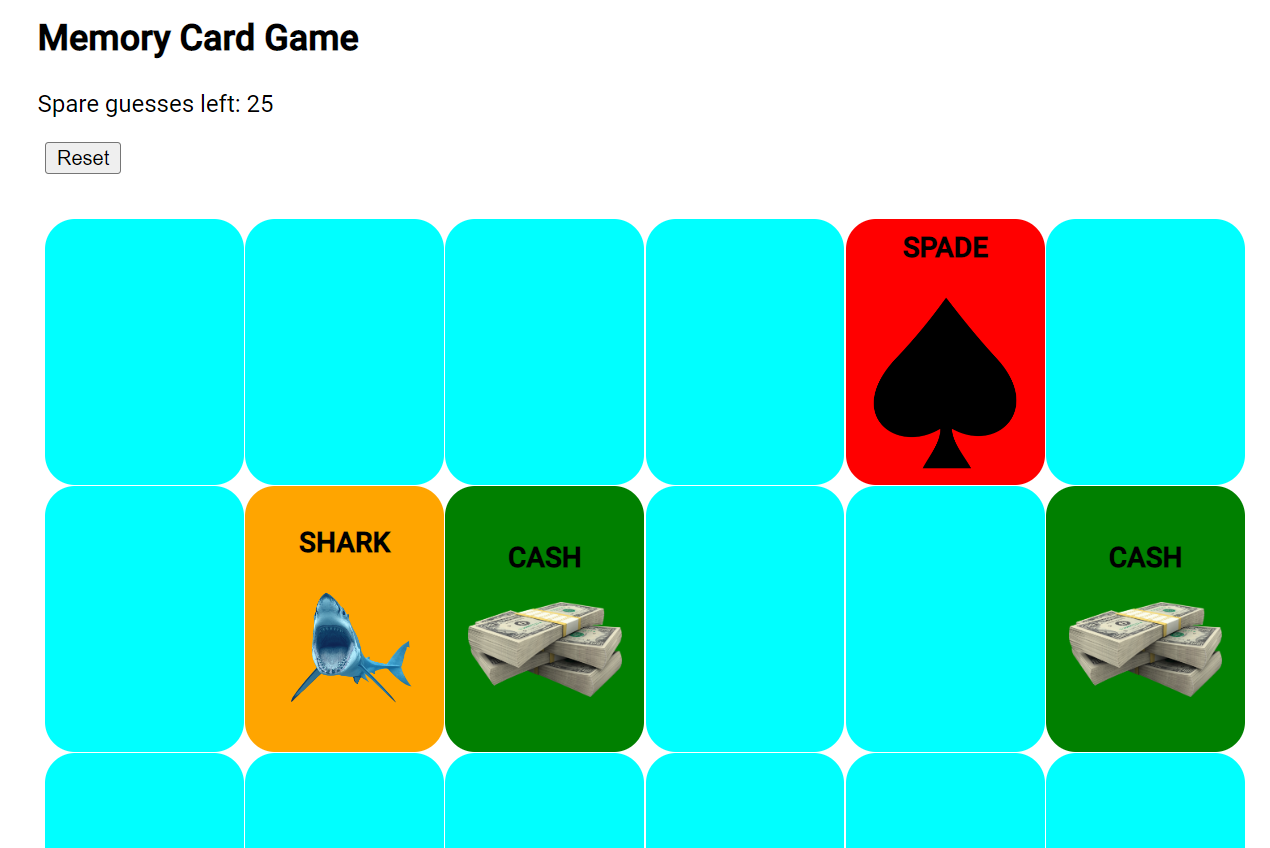 Memory Card Game
Spare guesses left: 25
Reset
SPADE
SHARK
CASH
CASH